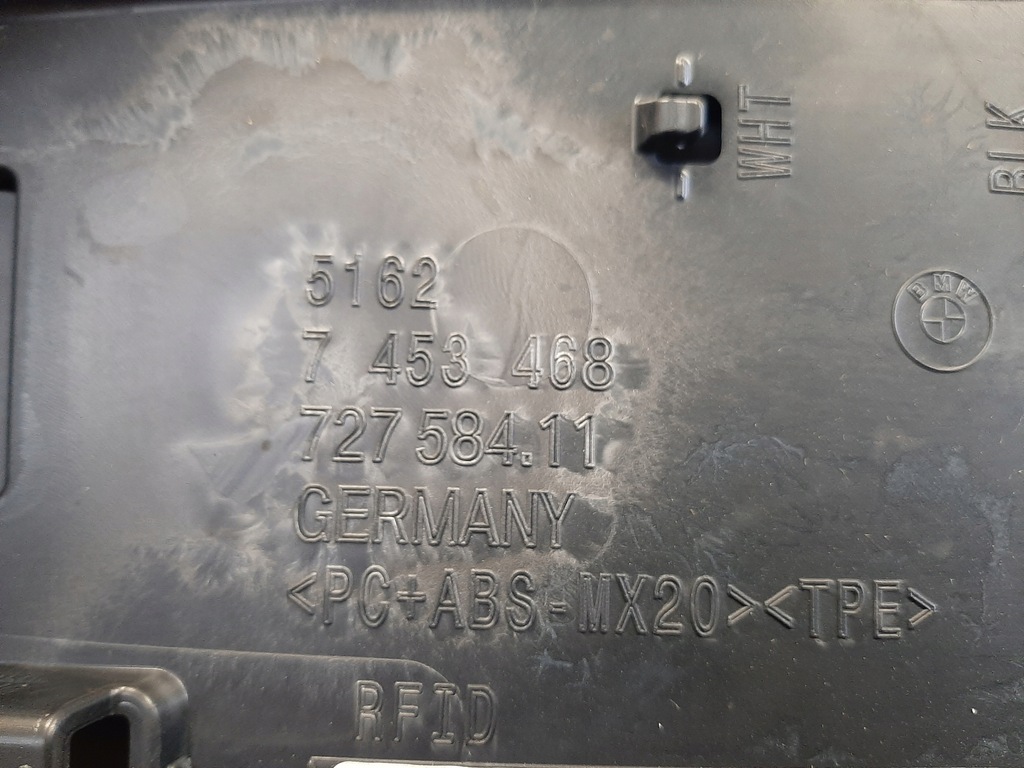 WHT
BLK
BMW
5162
7 453 468
727 584.11
GERMANY
<PC+ABS-MX20><TPE>
RFID